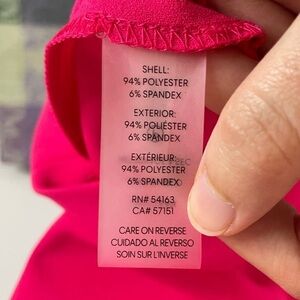 SHELL:
94% POLYESTER
6% SPANDEX
EXTERIOR:
94% POLIÉSTER
6% SPANDEX
EXTÉRIEUR:
94% POLYESTER
6% SPANDEX
RN# 54163
CA# 57151
CARE ON REVERSE
CUIDADO AL REVERSO
SOIN SUR L'INVERSE